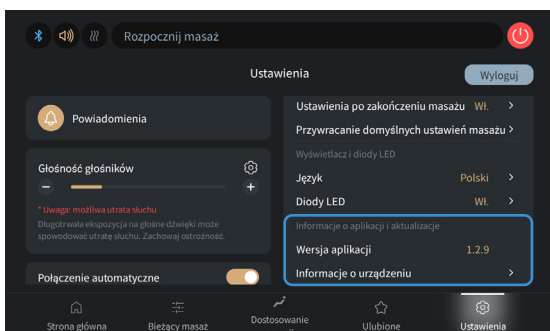 Rozpocznij masaż
Ustawienia
Wyloguj
Powiadomienia
Głośność głośników
* Uwaga: możliwa utrata słuchu
Długotrwała ekspozycja na głośne dźwięki może
spowodować utratę słuchu. Zachowaj ostrożność.
Połączenie automatyczne
Ustawienia po zakończeniu masażu Wł.
Przywracanie domyślnych ustawień masażu
Wyświetlacz i diody LED
Język Polski
Diody LED Wł.
Informacje o aplikacji i aktualizacje
Wersja aplikacji 1.2.9
Informacje o urządzeniu
Strona główna
Bieżący masaż
Dostosowanie
Ulubione
Ustawienia